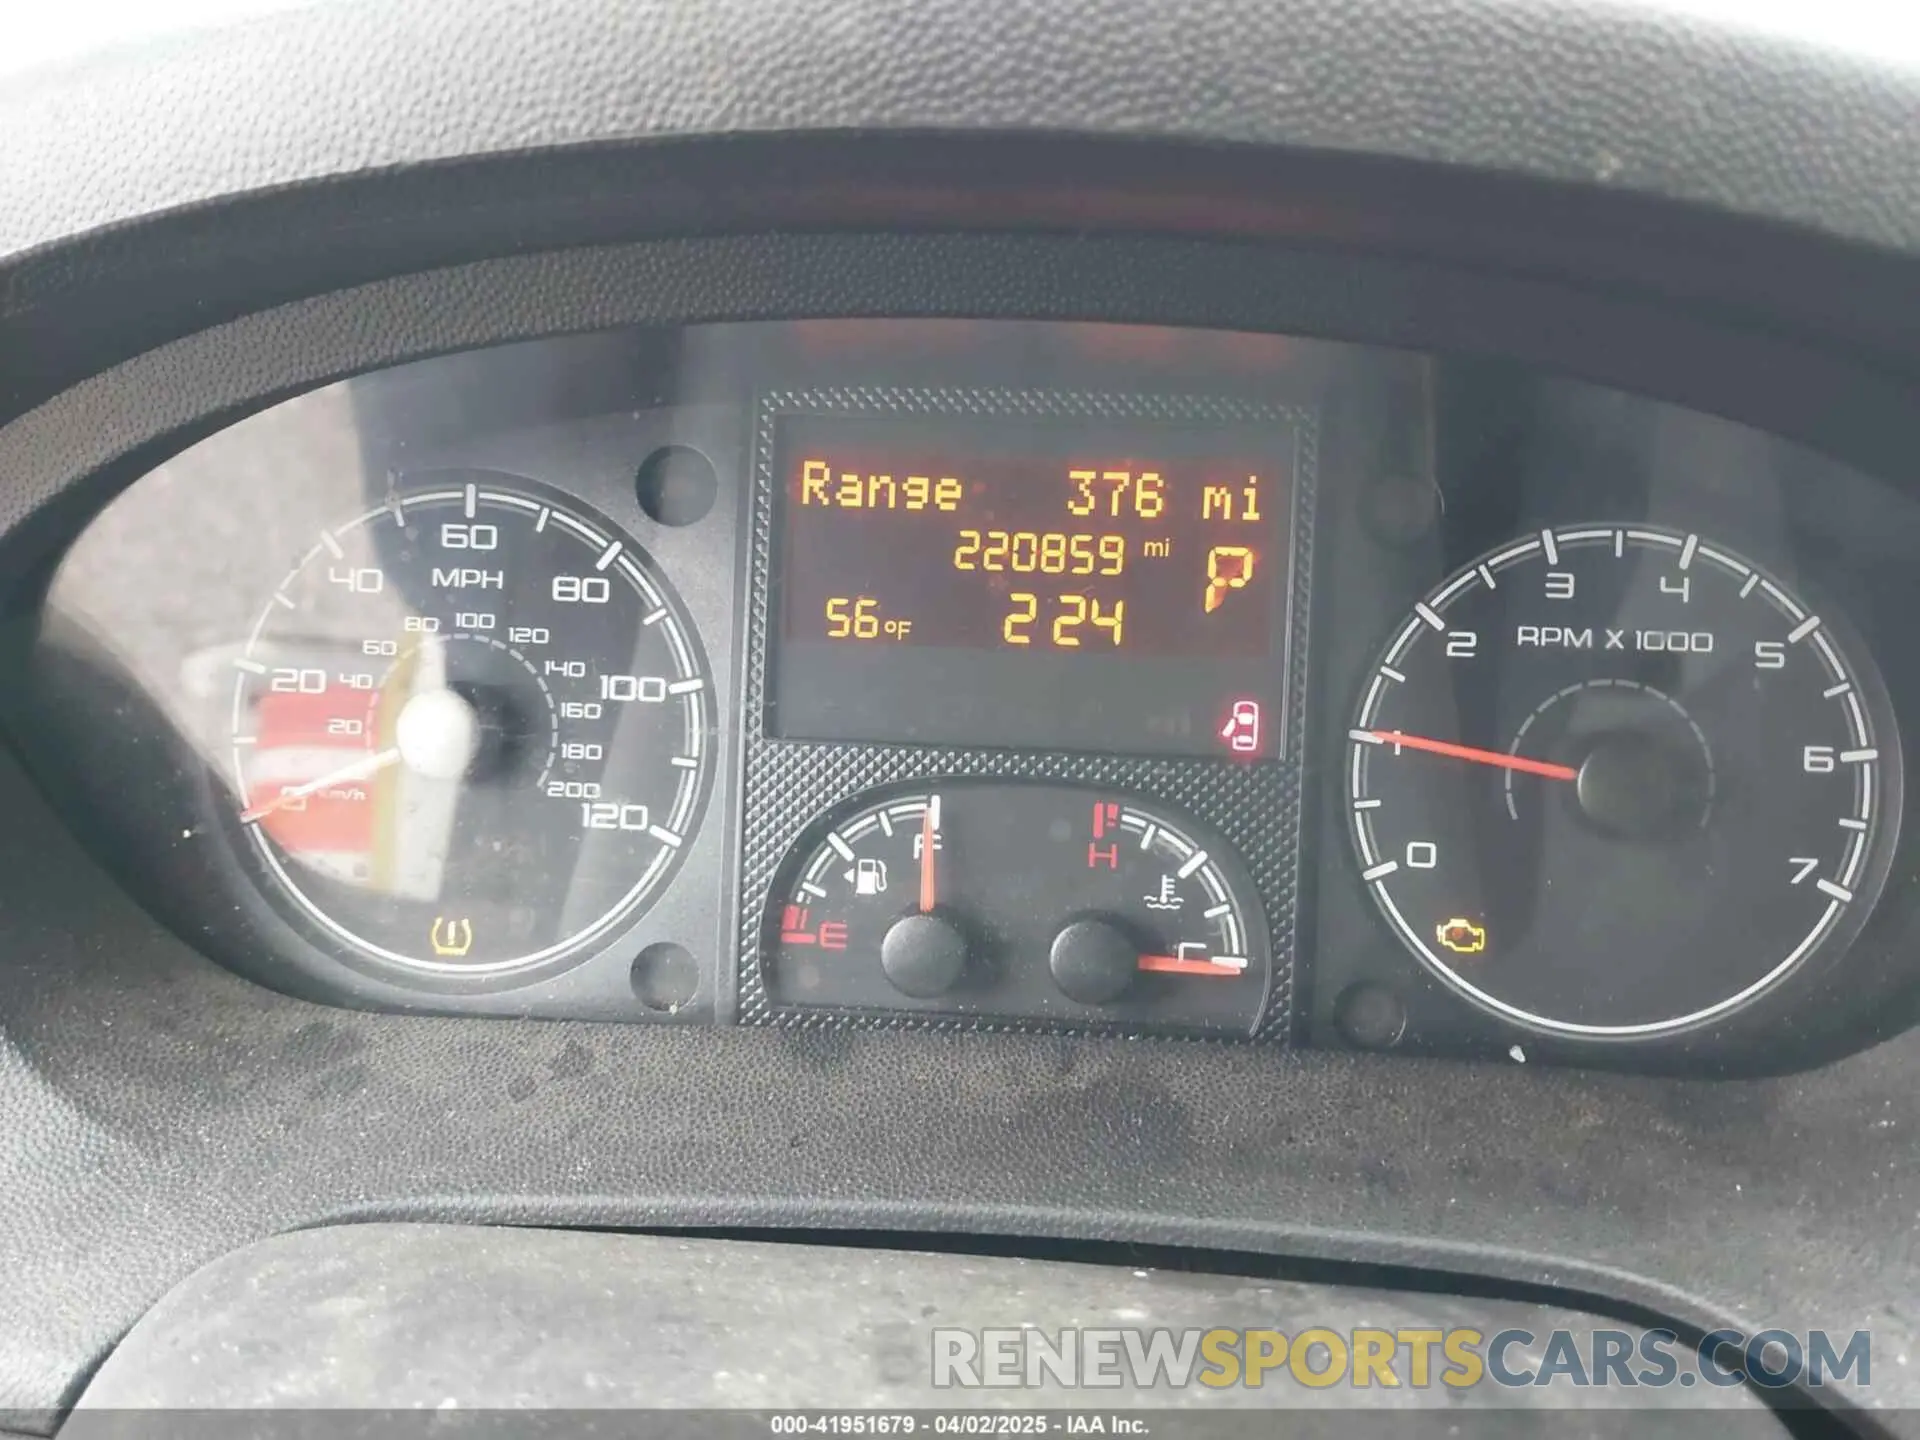 Range 376 mi
220859 mi P
56°F 2 24
20 40 60 80 100 120
MPH
0 20 40 60 80 100 120 140 160 180 200
km/h
F
E
H
C
0 1 2 3 4 5 6 7
RPM X 1000
RENEWSPORTSCARS.COM
000-41951679 - 04/02/2025 - IAA Inc.